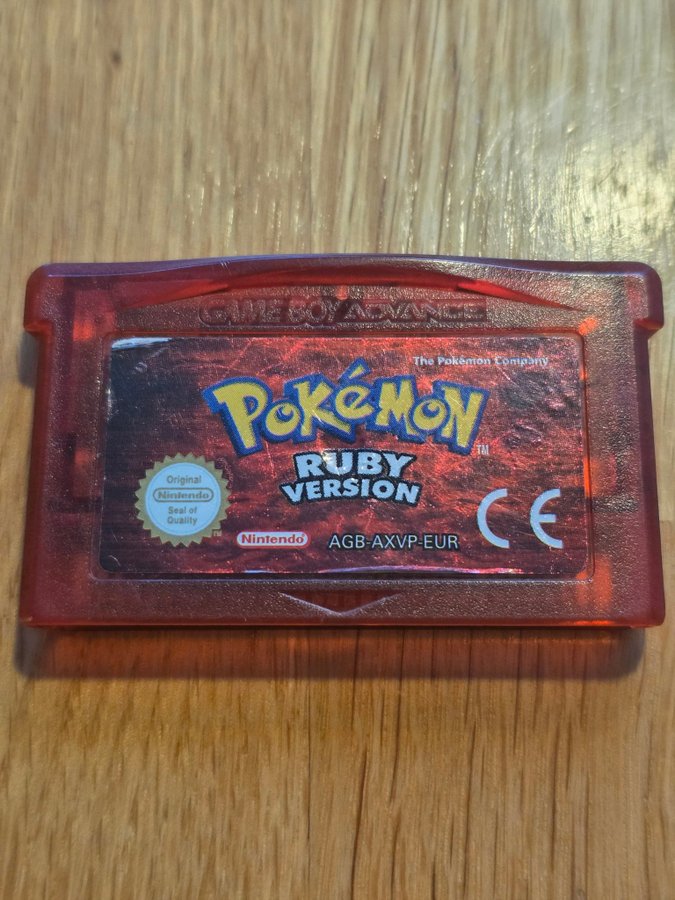 GAME BOY ADVANCE
The Pokémon Company
POKéMON
TM
RUBY
VERSION
Original
Nintendo
Seal of
Quality
Nintendo
AGB-AXVP-EUR
CE